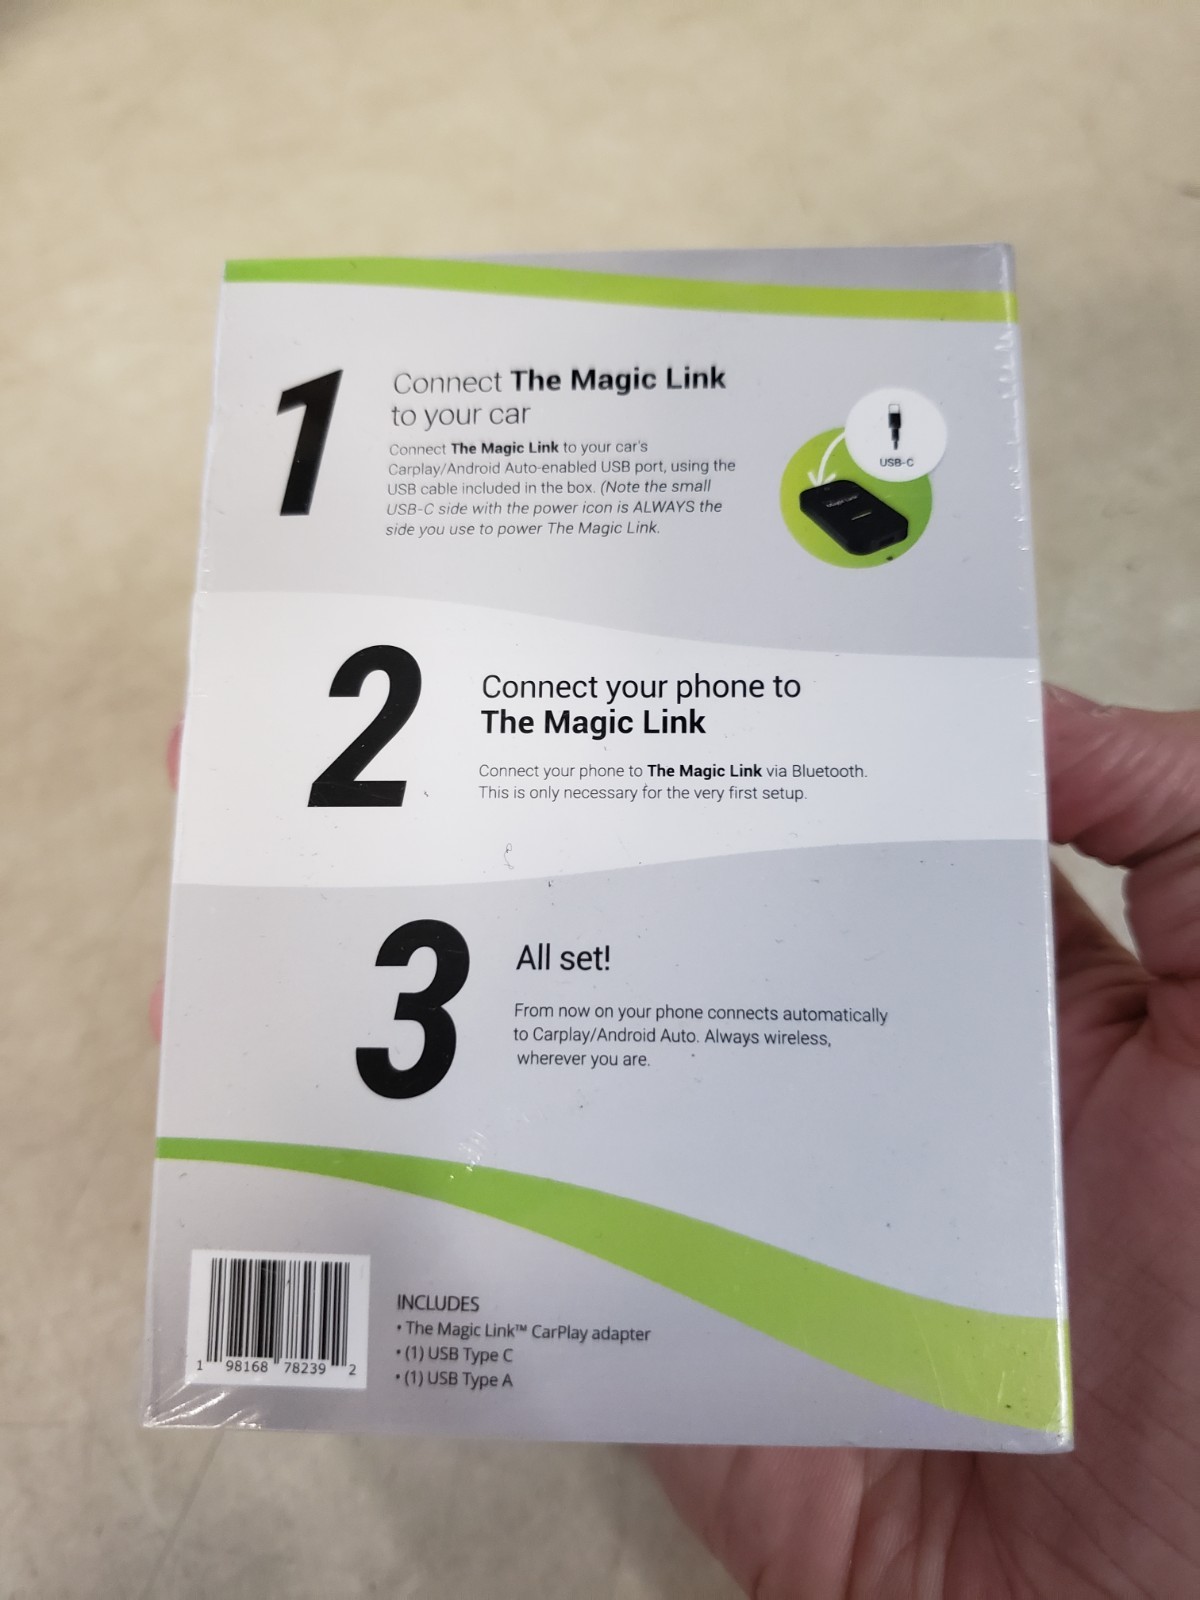 1
Connect The Magic Link
to your car
Connect The Magic Link to your car's
Carplay/Android Auto-enabled USB port, using the
USB cable included in the box. (Note the small
USB-C side with the power icon is ALWAYS the
side you use to power The Magic Link.
USB-C
2
Connect your phone to
The Magic Link
Connect your phone to The Magic Link via Bluetooth.
This is only necessary for the very first setup.
3
All set!
From now on your phone connects automatically
to Carplay/Android Auto. Always wireless,
wherever you are.
1 98168 78239 2
INCLUDES
• The Magic Link™ CarPlay adapter
• (1) USB Type C
• (1) USB Type A